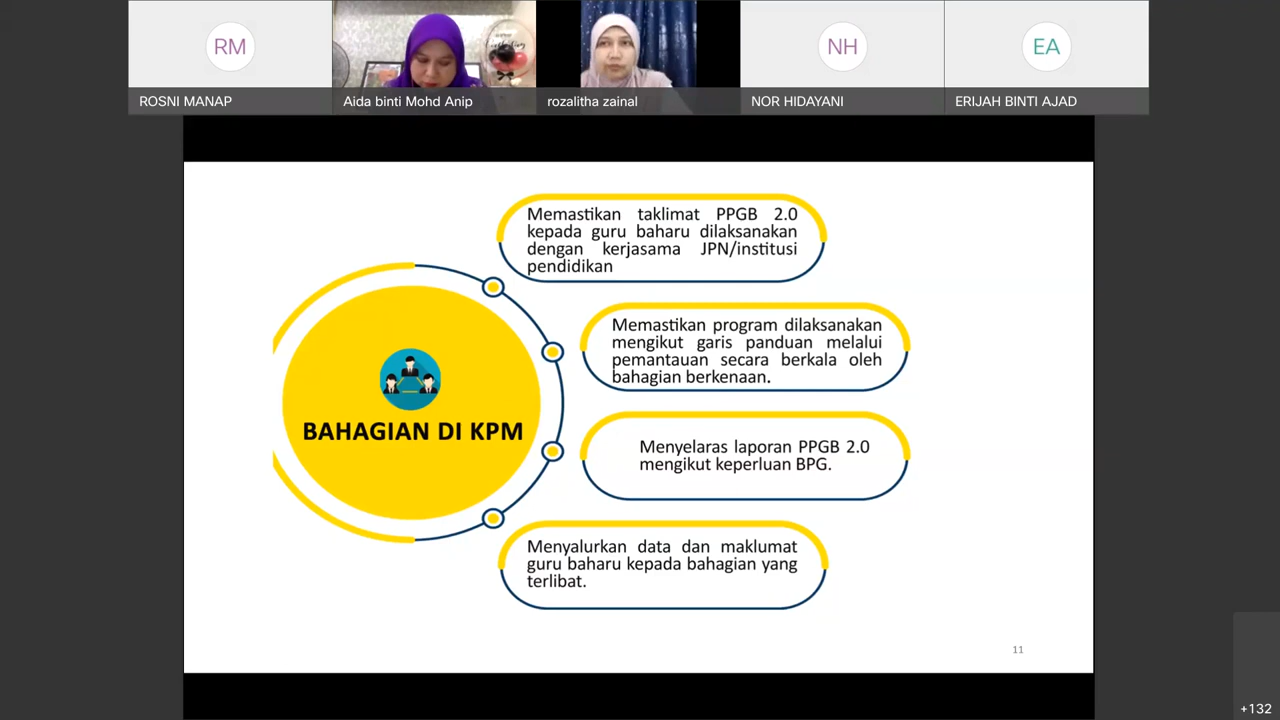 RM
NH
EA
ROSNI MANAP
Aida binti Mohd Anip
rozalitha zainal
NOR HIDAYANI
ERIJAH BINTI AJAD
Memastikan taklimat PPGB 2.0
kepada guru baharu dilaksanakan
dengan kerjasama JPN/institusi
pendidikan
Memastikan program dilaksanakan
mengikut garis panduan melalui
pemantauan secara berkala oleh
bahagian berkenaan.
BAHAGIAN DI KPM
Menyelaras laporan PPGB 2.0
mengikut keperluan BPG.
Menyalurkan data dan maklumat
guru baharu kepada bahagian yang
terlibat.
11
+132